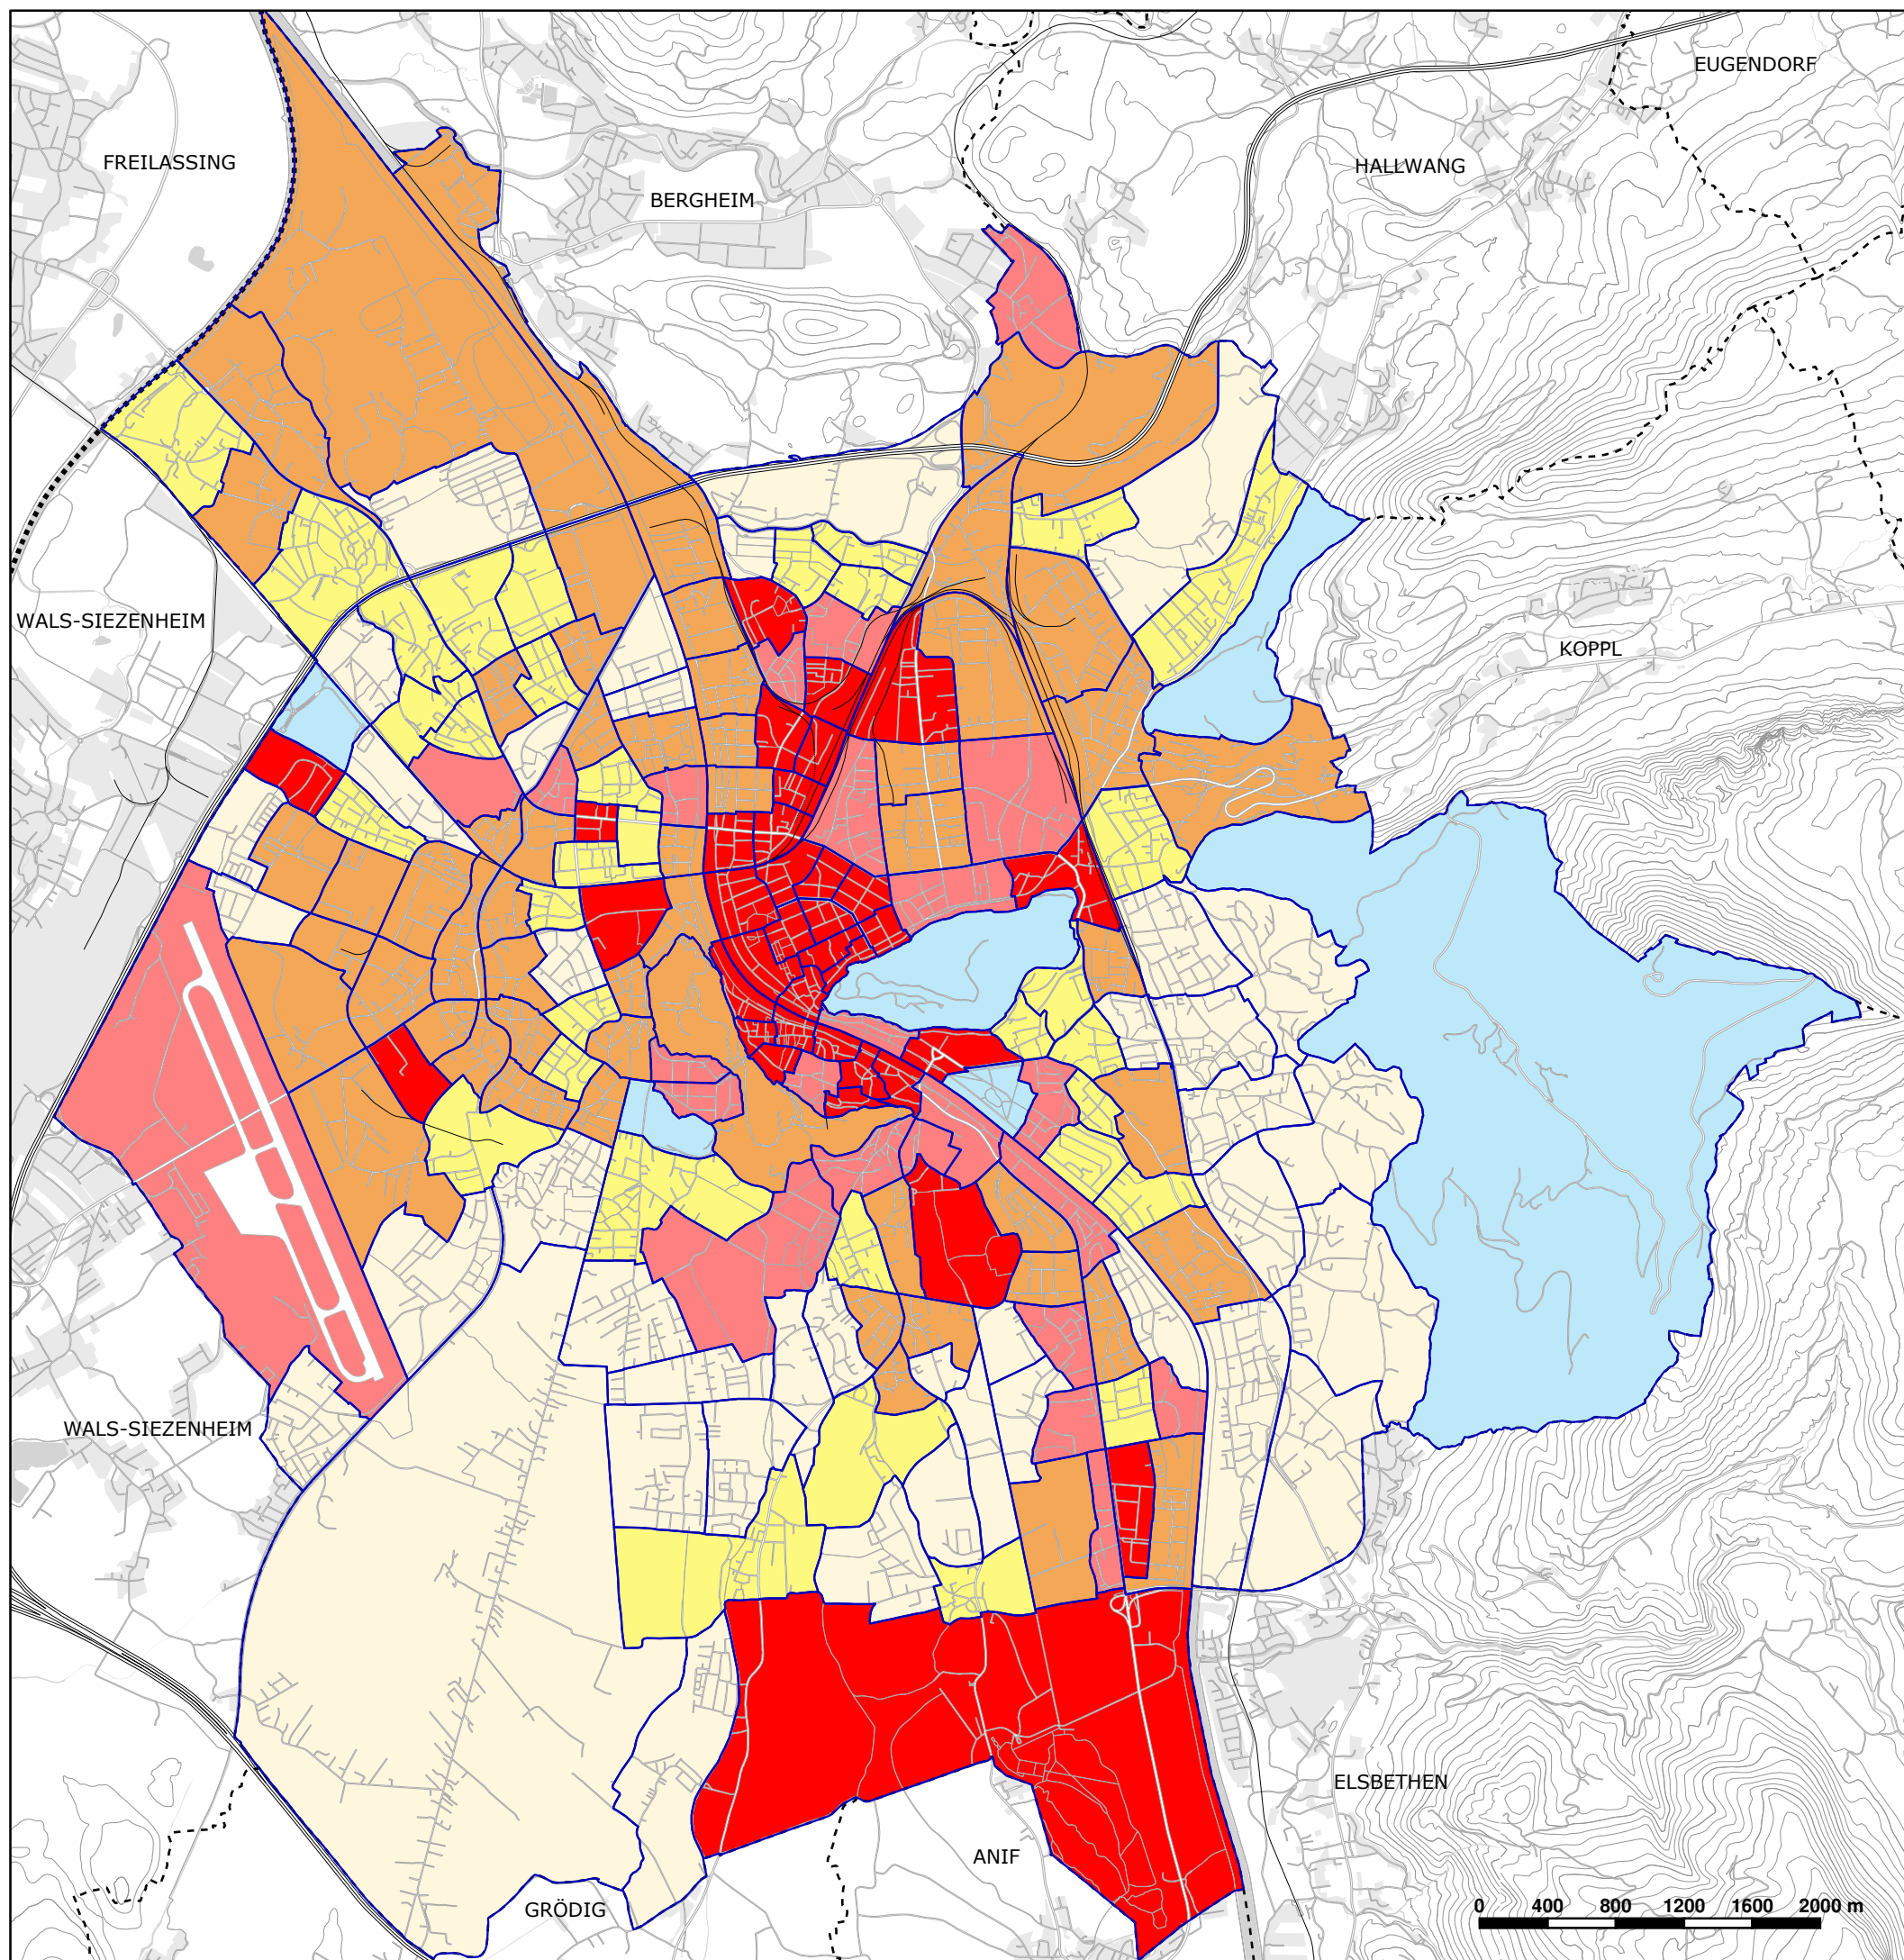 EUGENDORF
FREILASSING
HALLWANG
BERGHEIM
WALS-SIEZENHEIM
KOPPL
WALS-SIEZENHEIM
ELSBETHEN
ANIF
GRÖDIG
0 400 800 1200 1600 2000 m